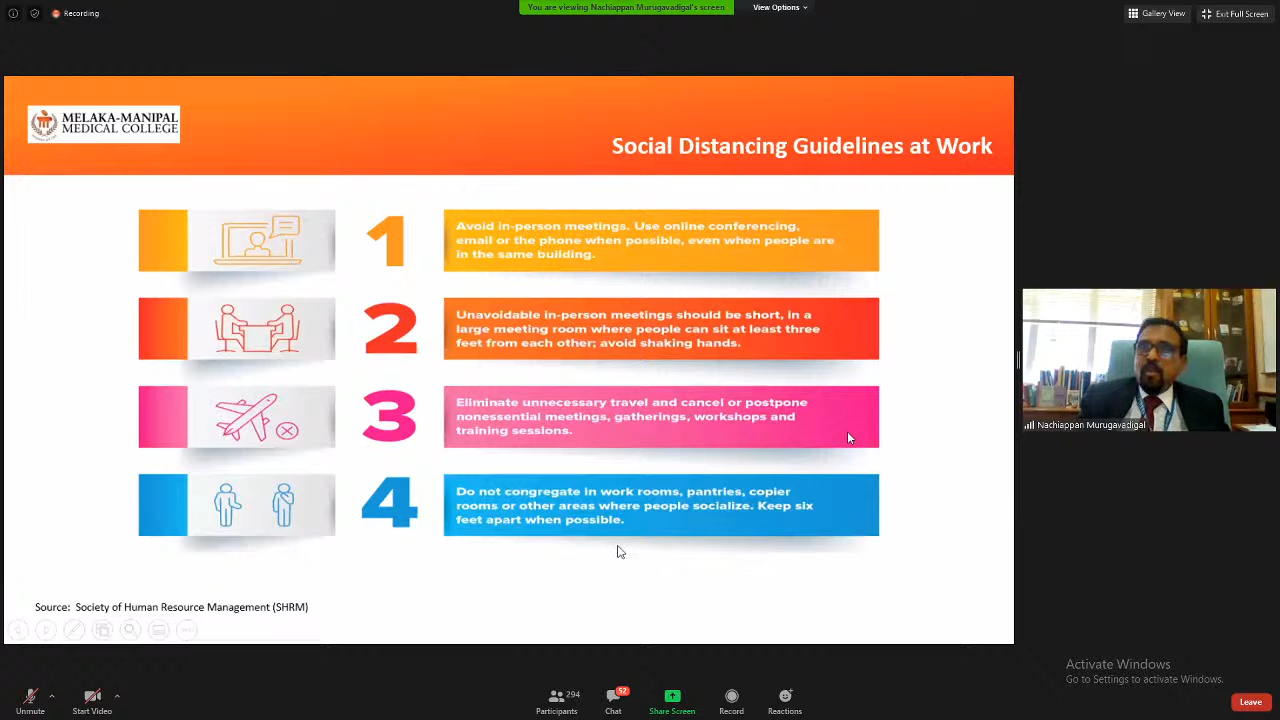 Recording
You are viewing Nachiappan Murugavadigal's screen
View Options
Gallery View
Exit Full Screen
MELAKA-MANIPAL
MEDICAL COLLEGE
Social Distancing Guidelines at Work
1
Avoid in-person meetings. Use online conferencing,
email or the phone when possible, even when people are
in the same building.
2
Unavoidable in-person meetings should be short, in a
large meeting room where people can sit at least three
feet from each other; avoid shaking hands.
3
Eliminate unnecessary travel and cancel or postpone
nonessential meetings, gatherings, workshops and
training sessions.
4
Do not congregate in work rooms, pantries, copier
rooms or other areas where people socialize. Keep six
feet apart when possible.
Source: Society of Human Resource Management (SHRM)
Nachiappan Murugavadigal
Activate Windows
Go to Settings to activate Windows.
Unmute
Start Video
294
Participants
52
Chat
Share Screen
Record
Reactions
Leave